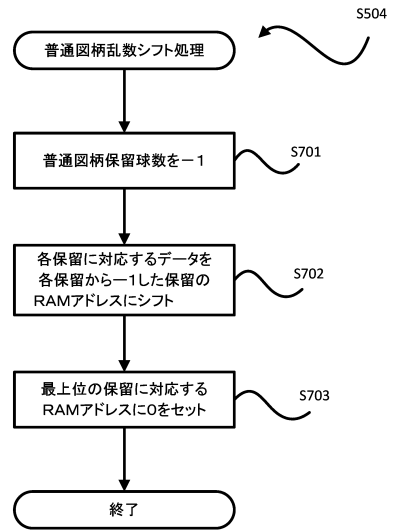 S504
普通図柄乱数シフト処理
普通図柄保留球数を－１
S701
各保留に対応するデータを
各保留から－１した保留の
ＲＡＭアドレスにシフト
S702
最上位の保留に対応する
ＲＡＭアドレスに０をセット
S703
終了